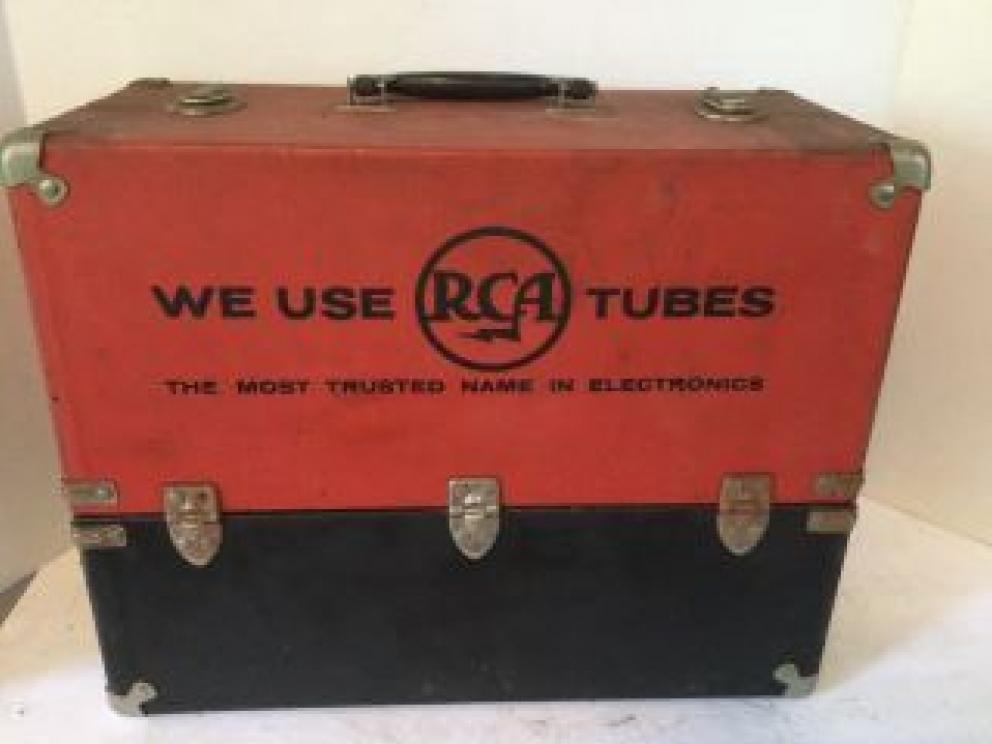 WE USE RCA TUBES
THE MOST TRUSTED NAME IN ELECTRONICS